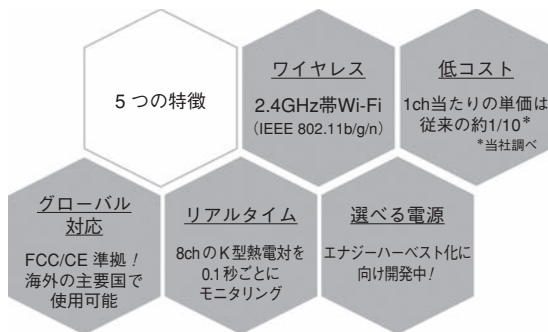 5つの特徴
ワイヤレス
2.4GHz帯Wi-Fi
(IEEE 802.11b/g/n)
低コスト
1ch当たりの単価は
従来の約1/10*
*当社調べ
グローバル
対応
FCC/CE 準拠!
海外の主要国で
使用可能
リアルタイム
8chのK型熱電対を
0.1秒ごとに
モニタリング
選べる電源
エナジーハーベスト化に
向け開発中!